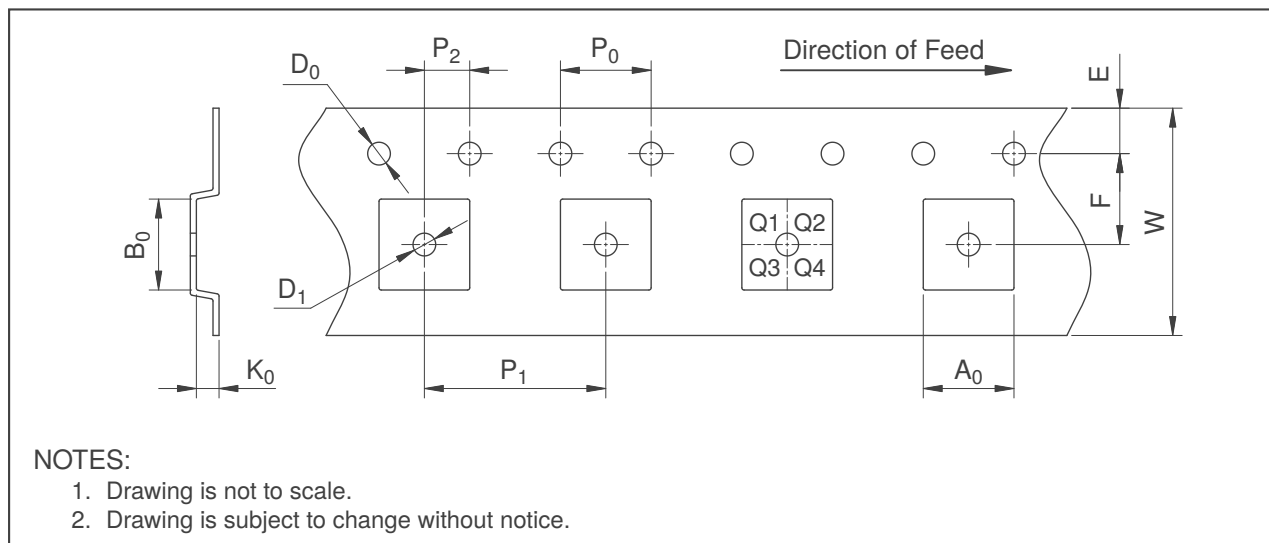 P0
P2
Direction of Feed
D0
E
F
W
B0
Q1 Q2
Q3 Q4
D1
K0
P1
A0
NOTES:
1. Drawing is not to scale.
2. Drawing is subject to change without notice.